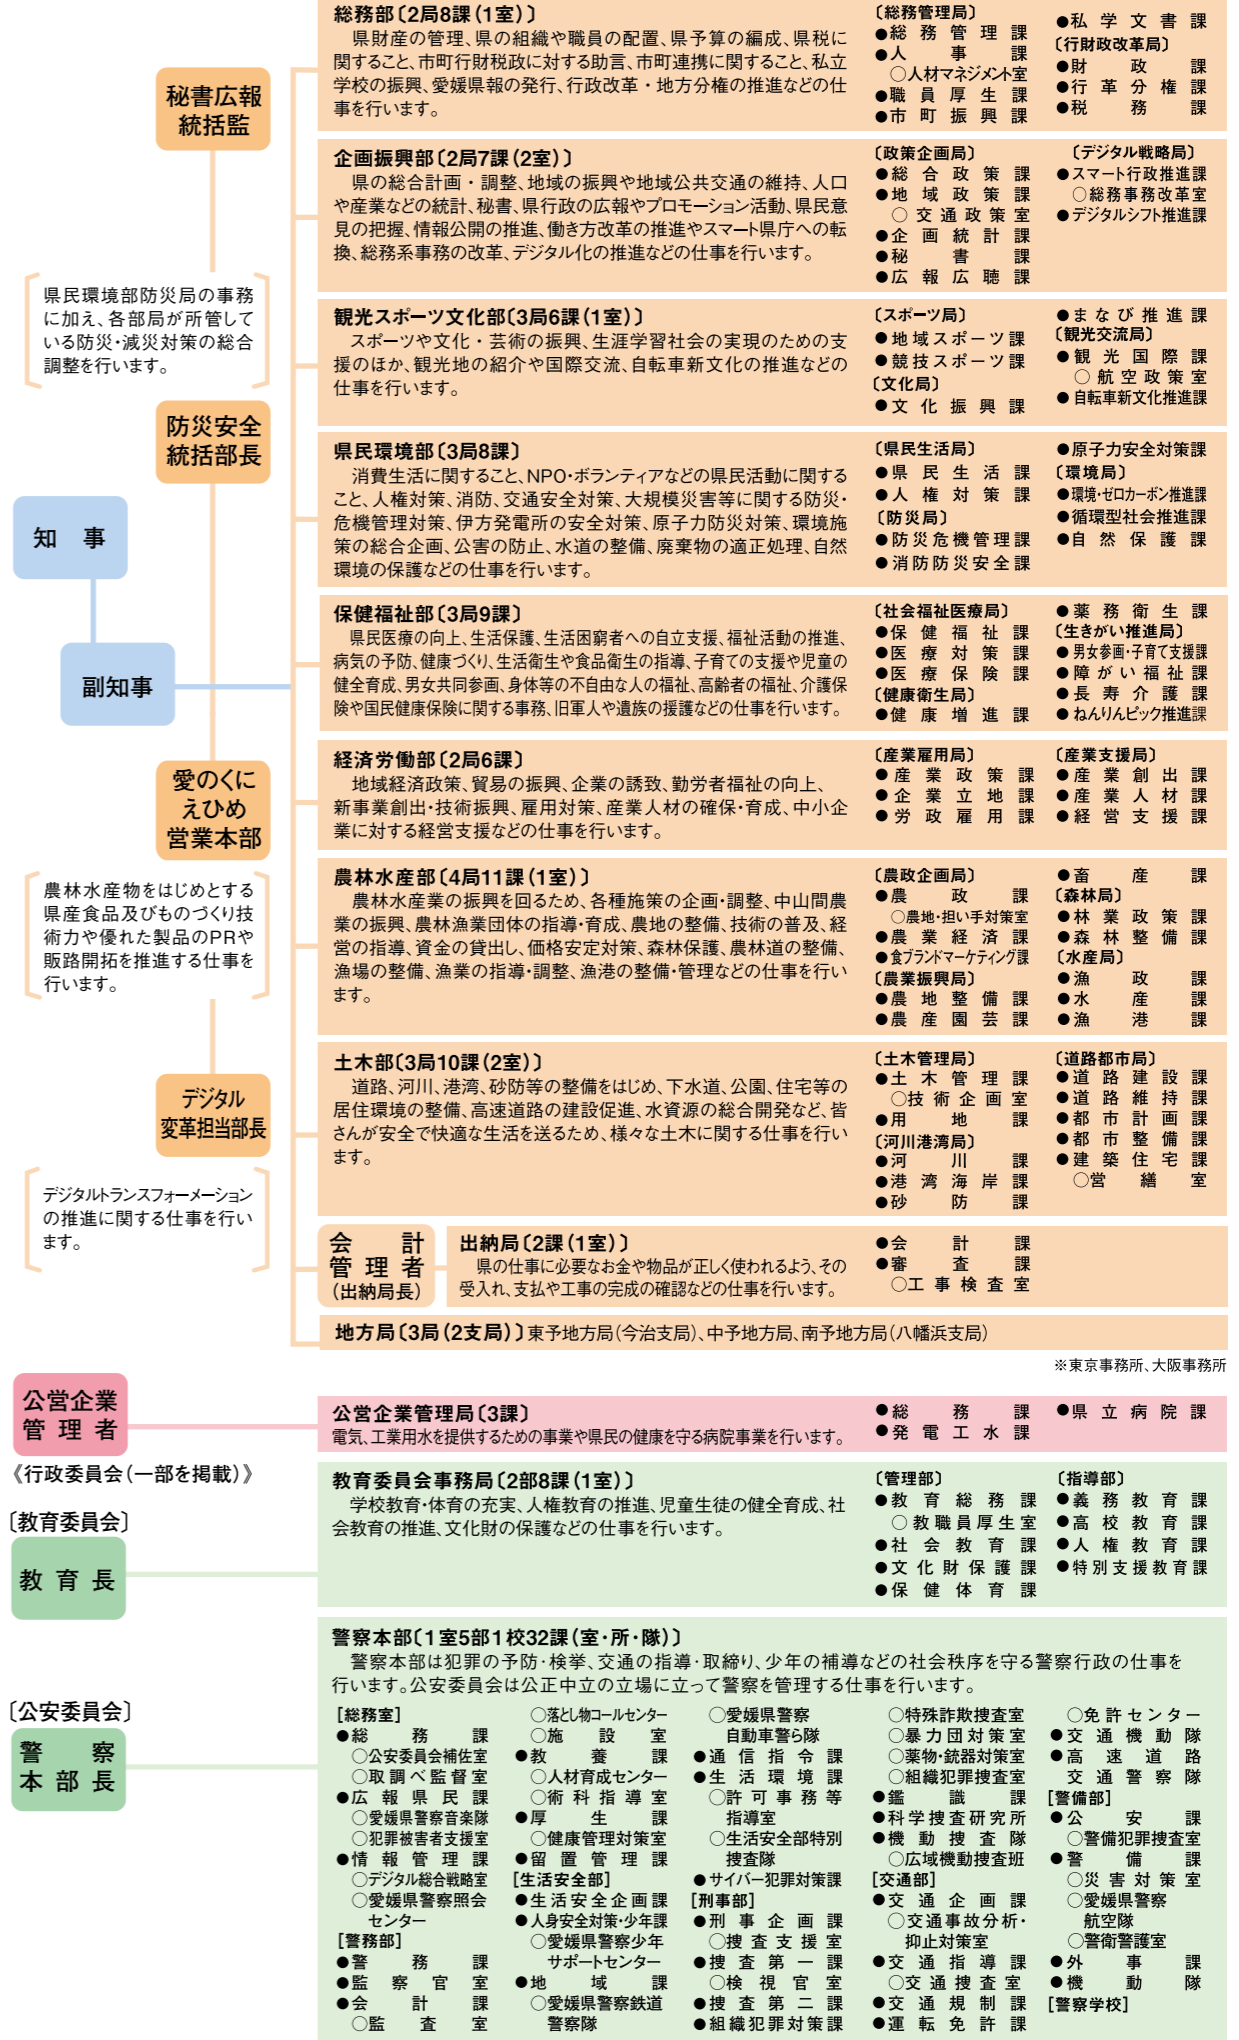 秘書広報
統括監
県民環境部防災局の事務
に加え、各部局が所管して
いる防災・減災対策の総合
調整を行います。
防災安全
統括部長
知　事
副知事
愛のくに
えひめ
営業本部
農林水産物をはじめとする
県産食品及びものづくり技
術力や優れた製品のPRや
販路開拓を推進する仕事を
行います。
デジタル
変革担当部長
デジタルトランスフォーメーション
の推進に関する仕事を行い
ます。
総務部〔2局8課（1室）〕
県財産の管理、県の組織や職員の配置、県予算の編成、県税に
関すること、市町行財税政に対する助言、市町連携に関すること、私立
学校の振興、愛媛県報の発行、行政改革・地方分権の推進などの仕
事を行います。
〔総務管理局〕
●総務管理課
●人事課
○人材マネジメント室
●職員厚生課
●市町振興課
●私学文書課
〔行財政改革局〕
●財政課
●行革分権課
●税務課
企画振興部〔2局7課（2室）〕
県の総合計画・調整、地域の振興や地域公共交通の維持、人口
や産業などの統計、秘書、県行政の広報やプロモーション活動、県民意
見の把握、情報公開の推進、働き方改革の推進やスマート県庁への転
換、総務系事務の改革、デジタル化の推進などの仕事を行います。
〔政策企画局〕
●総合政策課
●地域政策課
○交通政策室
●企画統計課
●秘書課
●広報広聴課
〔デジタル戦略局〕
●スマート行政推進課
○総務事務改革室
●デジタルシフト推進課
観光スポーツ文化部〔3局6課（1室）〕
スポーツや文化・芸術の振興、生涯学習社会の実現のための支
援のほか、観光地の紹介や国際交流、自転車新文化の推進などの
仕事を行います。
〔スポーツ局〕
●地域スポーツ課
●競技スポーツ課
〔文化局〕
●文化振興課
●まなび推進課
〔観光交流局〕
●観光国際課
○航空政策室
●自転車新文化推進課
県民環境部〔3局8課〕
消費生活に関すること、NPO・ボランティアなどの県民活動に関する
こと、人権対策、消防、交通安全対策、大規模災害等に関する防災・
危機管理対策、伊方発電所の安全対策、原子力防災対策、環境施
策の総合企画、公害の防止、水道の整備、廃棄物の適正処理、自然
環境の保護などの仕事を行います。
〔県民生活局〕
●県民生活課
●人権対策課
〔防災局〕
●防災危機管理課
●消防防災安全課
●原子力安全対策課
〔環境局〕
●環境・ゼロカーボン推進課
●循環型社会推進課
●自然保護課
保健福祉部〔3局9課〕
県民医療の向上、生活保護、生活困窮者への自立支援、福祉活動の推進、
病気の予防、健康づくり、生活衛生や食品衛生の指導、子育ての支援や児童の
健全育成、男女共同参画、身体等の不自由な人の福祉、高齢者の福祉、介護保
険や国民健康保険に関する事務、旧軍人や遺族の援護などの仕事を行います。
〔社会福祉医療局〕
●保健福祉課
●医療対策課
●医療保険課
〔健康衛生局〕
●健康増進課
●薬務衛生課
〔生きがい推進局〕
●男女参画・子育て支援課
●障がい福祉課
●長寿介護課
●ねんりんピック推進課
経済労働部〔2局6課〕
地域経済政策、貿易の振興、企業の誘致、勤労者福祉の向上、
新事業創出・技術振興、雇用対策、産業人材の確保・育成、中小企
業に対する経営支援などの仕事を行います。
〔産業雇用局〕
●産業政策課
●企業立地課
●労政雇用課
〔産業支援局〕
●産業創出課
●産業人材課
●経営支援課
農林水産部〔4局11課（1室）〕
農林水産業の振興を回るため、各種施策の企画・調整、中山間農
業の振興、農林漁業団体の指導・育成、農地の整備、技術の普及、経
営の指導、資金の貸出し、価格安定対策、森林保護、農林道の整備、
漁場の整備、漁業の指導・調整、漁港の整備・管理などの仕事を行い
ます。
〔農政企画局〕
●農政課
○農地・担い手対策室
●農業経済課
●食ブランドマーケティング課
〔農業振興局〕
●農地整備課
●農産園芸課
●畜産課
〔森林局〕
●林業政策課
●森林整備課
〔水産局〕
●漁政課
●水産課
●漁港課
土木部〔3局10課（2室）〕
道路、河川、港湾、砂防等の整備をはじめ、下水道、公園、住宅等の
居住環境の整備、高速道路の建設促進、水資源の総合開発など、皆
さんが安全で快適な生活を送るため、様々な土木に関する仕事を行い
ます。
〔土木管理局〕
●土木管理課
○技術企画室
●用地課
〔河川港湾局〕
●河川課
●港湾海岸課
●砂防課
〔道路都市局〕
●道路建設課
●道路維持課
●都市計画課
●都市整備課
●建築住宅課
○営繕室
会計
管理者
（出納局長）
出納局〔2課（1室）〕
県の仕事に必要なお金や物品が正しく使われるよう、その
受入れ、支払や工事の完成の確認などの仕事を行います。
●会計課
●審査課
○工事検査室
地方局〔3局（2支局）〕東予地方局（今治支局）、中予地方局、南予地方局（八幡浜支局）
※東京事務所、大阪事務所
公営企業
管理者
公営企業管理局〔3課〕
電気、工業用水を提供するための事業や県民の健康を守る病院事業を行います。
●総務課
●発電工水課
●県立病院課
《行政委員会（一部を掲載）》
〔教育委員会〕
教育長
教育委員会事務局〔2部8課（1室）〕
学校教育・体育の充実、人権教育の推進、児童生徒の健全育成、社
会教育の推進、文化財の保護などの仕事を行います。
〔管理部〕
●教育総務課
○教職員厚生室
●社会教育課
●文化財保護課
●保健体育課
〔指導部〕
●義務教育課
●高校教育課
●人権教育課
●特別支援教育課
〔公安委員会〕
警察
本部長
警察本部〔1室5部1校32課（室・所・隊）〕
警察本部は犯罪の予防・検挙、交通の指導・取締り、少年の補導などの社会秩序を守る警察行政の仕事を
行います。公安委員会は公正中立の立場に立って警察を管理する仕事を行います。
［総務室］
●総務課
○公安委員会補佐室
○取調べ監督室
●広報県民課
○愛媛県警察音楽隊
○犯罪被害者支援室
●情報管理課
○デジタル総合戦略室
○愛媛県警察照会
センター
［警務部］
●警務課
●監察官室
●会計課
○監査室
○落とし物コールセンター
○施設室
●教養課
○人材育成センター
○術科指導室
●厚生課
○健康管理対策室
●留置管理課
［生活安全部］
●生活安全企画課
●人身安全対策・少年課
○愛媛県警察少年
サポートセンター
●地域課
○愛媛県警察鉄道
警察隊
○愛媛県警察
自動車警ら隊
●通信指令課
●生活環境課
○許可事務等
指導室
○生活安全部特別
捜査隊
●サイバー犯罪対策課
［刑事部］
●刑事企画課
○捜査支援室
●捜査第一課
○検視官室
●捜査第二課
●組織犯罪対策課
○特殊詐欺捜査室
○暴力団対策室
○薬物・銃器対策室
○組織犯罪捜査室
●鑑識課
●科学捜査研究所
●機動捜査隊
○広域機動捜査班
［交通部］
●交通企画課
○交通事故分析・
抑止対策室
●交通指導課
○交通捜査室
●交通規制課
●運転免許課
○免許センター
●交通機動隊
●高速道路
交通警察隊
［警備部］
●公安課
○警備犯罪捜査室
●警備課
○災害対策室
○愛媛県警察
航空隊
○警衛警護室
●外事課
●機動隊
［警察学校］